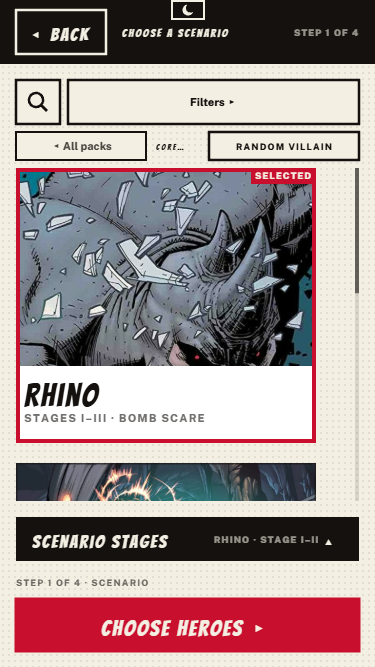 ◂ BACK
CHOOSE A SCENARIO
STEP 1 OF 4
Filters ▸
◂ All packs
CORE…
RANDOM VILLAIN
SELECTED
RHINO
STAGES I–III · BOMB SCARE
SCENARIO STAGES
RHINO · STAGE I–II ▲
STEP 1 OF 4 · SCENARIO
CHOOSE HEROES ▸